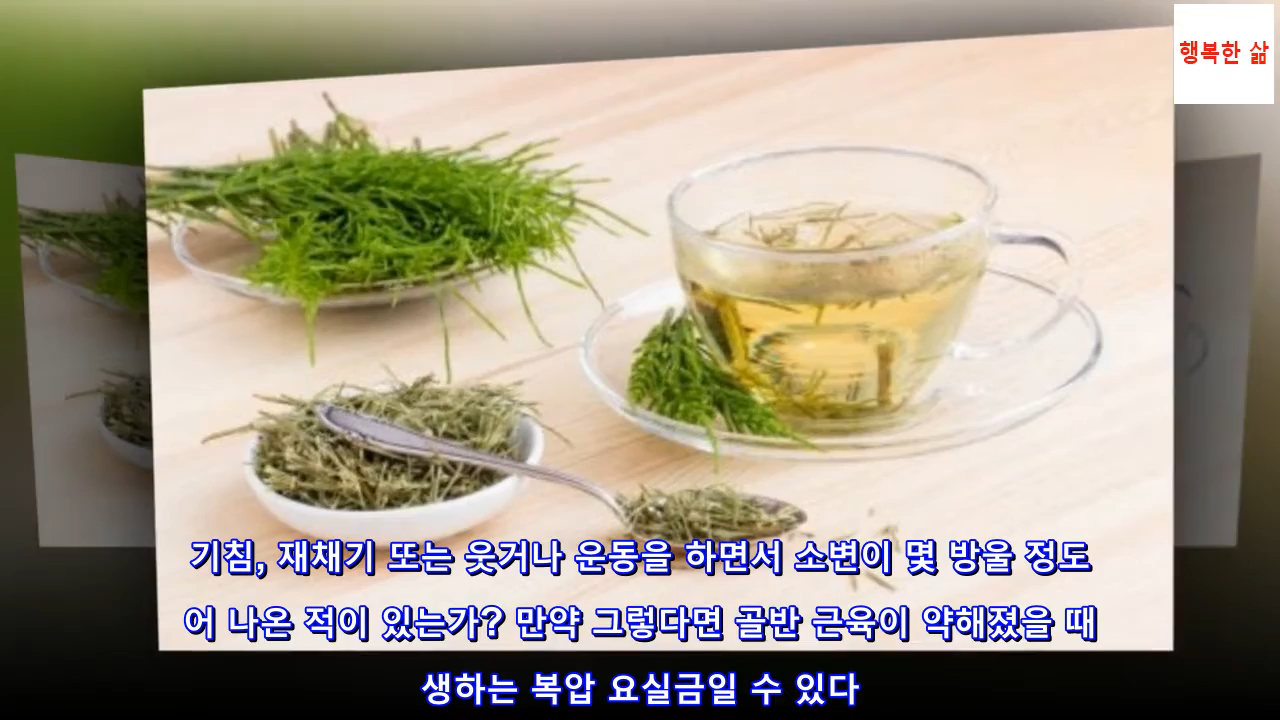 행복한 삶
기침, 재채기 또는 웃거나 운동을 하면서 소변이 몇 방울 정도
어 나온 적이 있는가? 만약 그렇다면 골반 근육이 약해졌을 때
생하는 복압 요실금일 수 있다